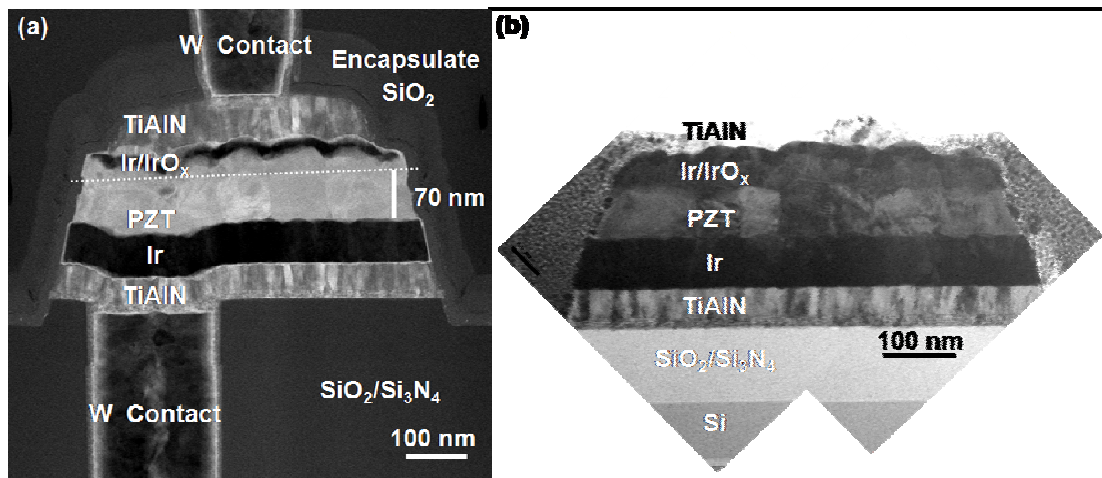 (a)
W Contact
Encapsulate
SiO₂
TiAlN
Ir/IrOₓ
70 nm
PZT
Ir
TiAlN
SiO₂/Si₃N₄
W Contact
100 nm
(b)
TiAlN
Ir/IrOₓ
PZT
Ir
TiAlN
100 nm
SiO₂/Si₃N₄
Si